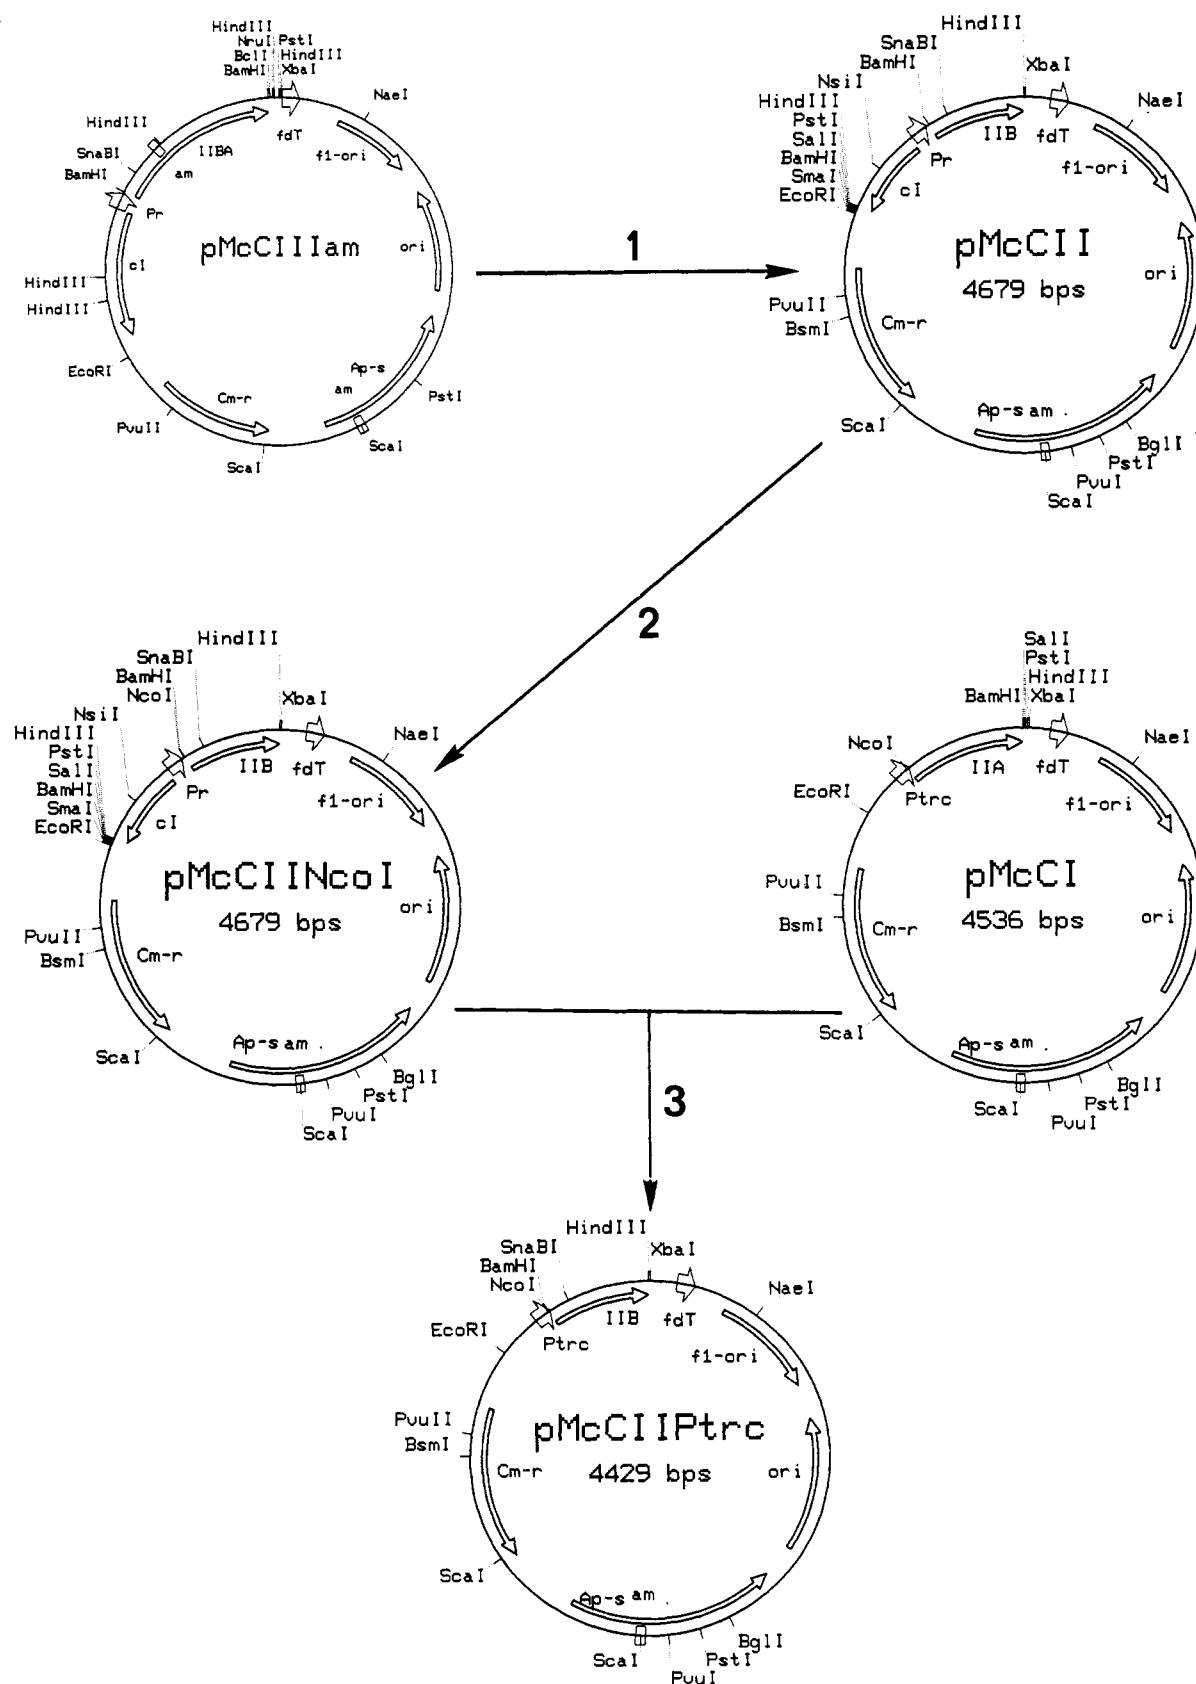 HindIII
NruI PstI
BclI HindIII
BamHI XbaI
NaeI
HindIII
IIBA
fdT
f1-ori
SnaBI
am
BamHI
Pr
pMcCIIIam
ori
cI
HindIII
HindIII
EcoRI
Ap-s
am
Cm-r
PstI
PvuII
ScaI
ScaI
1
HindIII
SnaBI
BamHI
XbaI
NsiI
NaeI
HindIII
PstI
SalI
BamHI
SmaI
EcoRI
IIB
fdT
Pr
f1-ori
cI
pMcCII
4679 bps
ori
PvuII
BsmI
Cm-r
ScaI
Ap-s am .
BglI
PstI
PvuI
ScaI
2
HindIII
SnaBI
BamHI
NcoI
XbaI
NsiI
NaeI
HindIII
PstI
SalI
BamHI
SmaI
EcoRI
IIB
fdT
Pr
f1-ori
cI
pMcCIINcoI
4679 bps
ori
PvuII
BsmI
Cm-r
ScaI
Ap-s am .
BglI
PstI
PvuI
ScaI
SalI
PstI
HindIII
BamHI XbaI
NcoI
NaeI
IIA
fdT
Ptrc
EcoRI
f1-ori
pMcCI
4536 bps
PvuII
BsmI
Cm-r
ori
ScaI
Ap-s am .
BglI
PstI
PvuI
ScaI
3
HindIII
SnaBI
BamHI
NcoI
XbaI
NaeI
IIB
fdT
EcoRI
Ptrc
f1-ori
pMcCIIPtrc
4429 bps
PvuII
BsmI
Cm-r
ori
ScaI
Ap-s am .
BglI
PstI
PvuI
ScaI